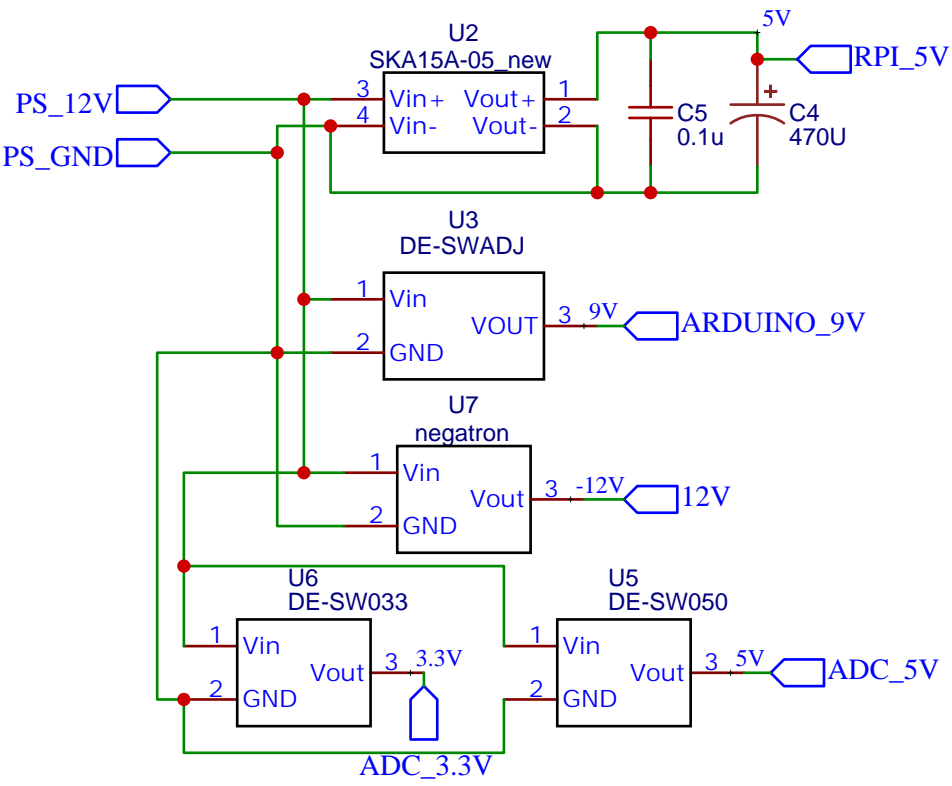 U2
SKA15A-05_new
5V
RPI_5V
PS_12V
3 Vin+ Vout+ 1
4 Vin- Vout- 2
+
C5
0.1u
C4
470U
PS_GND
U3
DE-SWADJ
1 Vin
VOUT 3 9V ARDUINO_9V
2 GND
U7
negatron
1 Vin
Vout 3 -12V 12V
2 GND
U6
DE-SW033
1 Vin
Vout 3 3.3V
2 GND
ADC_3.3V
U5
DE-SW050
1 Vin
Vout 3 5V ADC_5V
2 GND